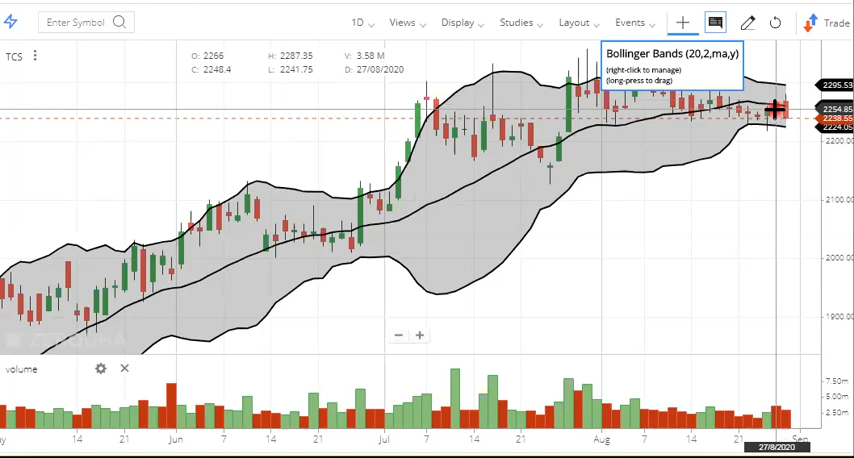 Enter Symbol
1D Views Display Studies Layout Updates Events Trade
TCS
O: 2266 H: 2287.35 V: 3.58 M
C: 2248.4 L: 2241.75 D: 27/08/2020
Bollinger Bands (20,2,ma,y)
(right-click to manage)
(long-press to drag)
2295.53
2254.85
2238.55
2224.05
2200.00
2100.00
2000.00
1900.00
ZERODHA
volume
7.50m
5.00m
2.50m
14 21 Jun 7 14 21 Jul 7 14 21 Aug 7 14 21 Sep
27/8/2020